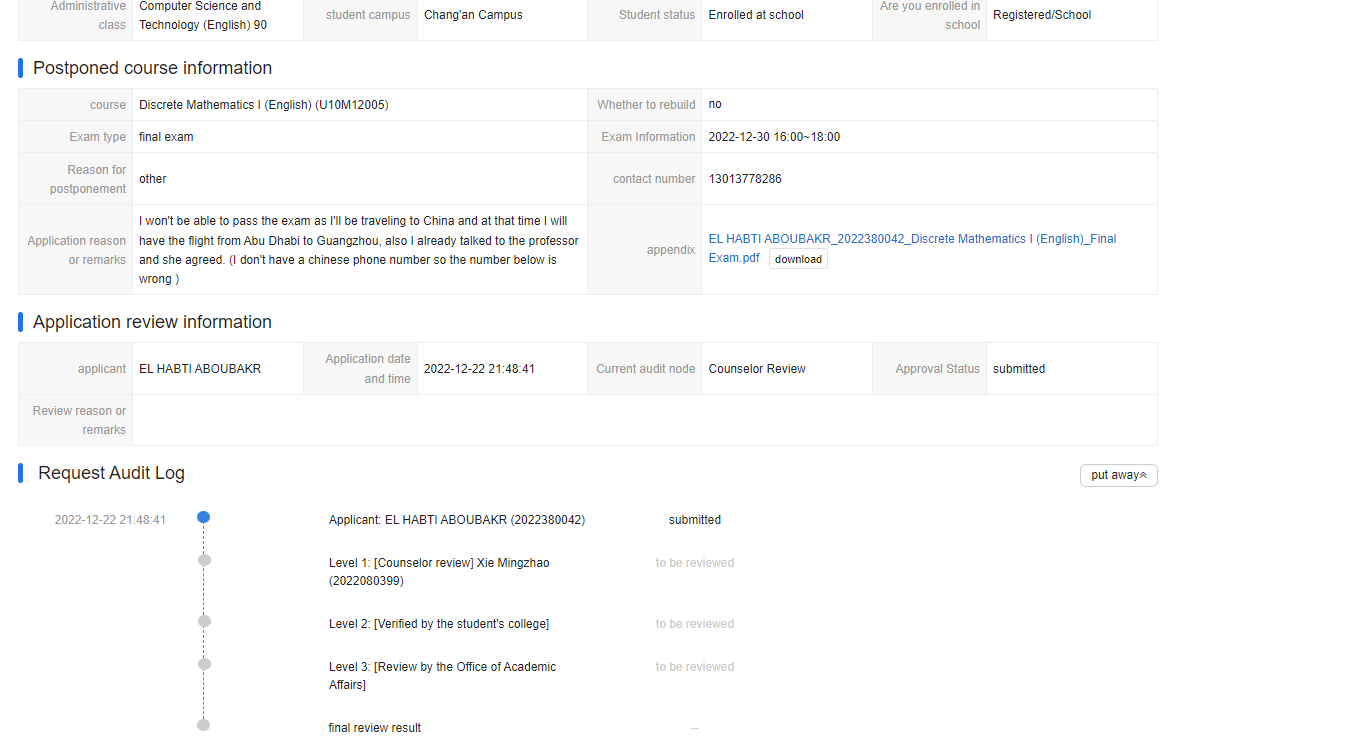 Administrative
class
Computer Science and
Technology (English) 90
student campus
Chang'an Campus
Student status
Enrolled at school
Are you enrolled in
school
Registered/School
Postponed course information
course
Discrete Mathematics I (English) (U10M12005)
Whether to rebuild
no
Exam type
final exam
Exam Information
2022-12-30 16:00~18:00
Reason for
postponement
other
contact number
13013778286
Application reason
or remarks
I won't be able to pass the exam as I'll be traveling to China and at that time I will
have the flight from Abu Dhabi to Guangzhou, also I already talked to the professor
and she agreed. (I don't have a chinese phone number so the number below is
wrong )
appendix
EL HABTI ABOUBAKR_2022380042_Discrete Mathematics I (English)_Final
Exam.pdf download
Application review information
applicant
EL HABTI ABOUBAKR
Application date
and time
2022-12-22 21:48:41
Current audit node
Counselor Review
Approval Status
submitted
Review reason or
remarks
Request Audit Log
put away
2022-12-22 21:48:41
Applicant: EL HABTI ABOUBAKR (2022380042)
submitted
Level 1: [Counselor review] Xie Mingzhao
(2022080399)
to be reviewed
Level 2: [Verified by the student's college]
to be reviewed
Level 3: [Review by the Office of Academic
Affairs]
to be reviewed
final review result
--